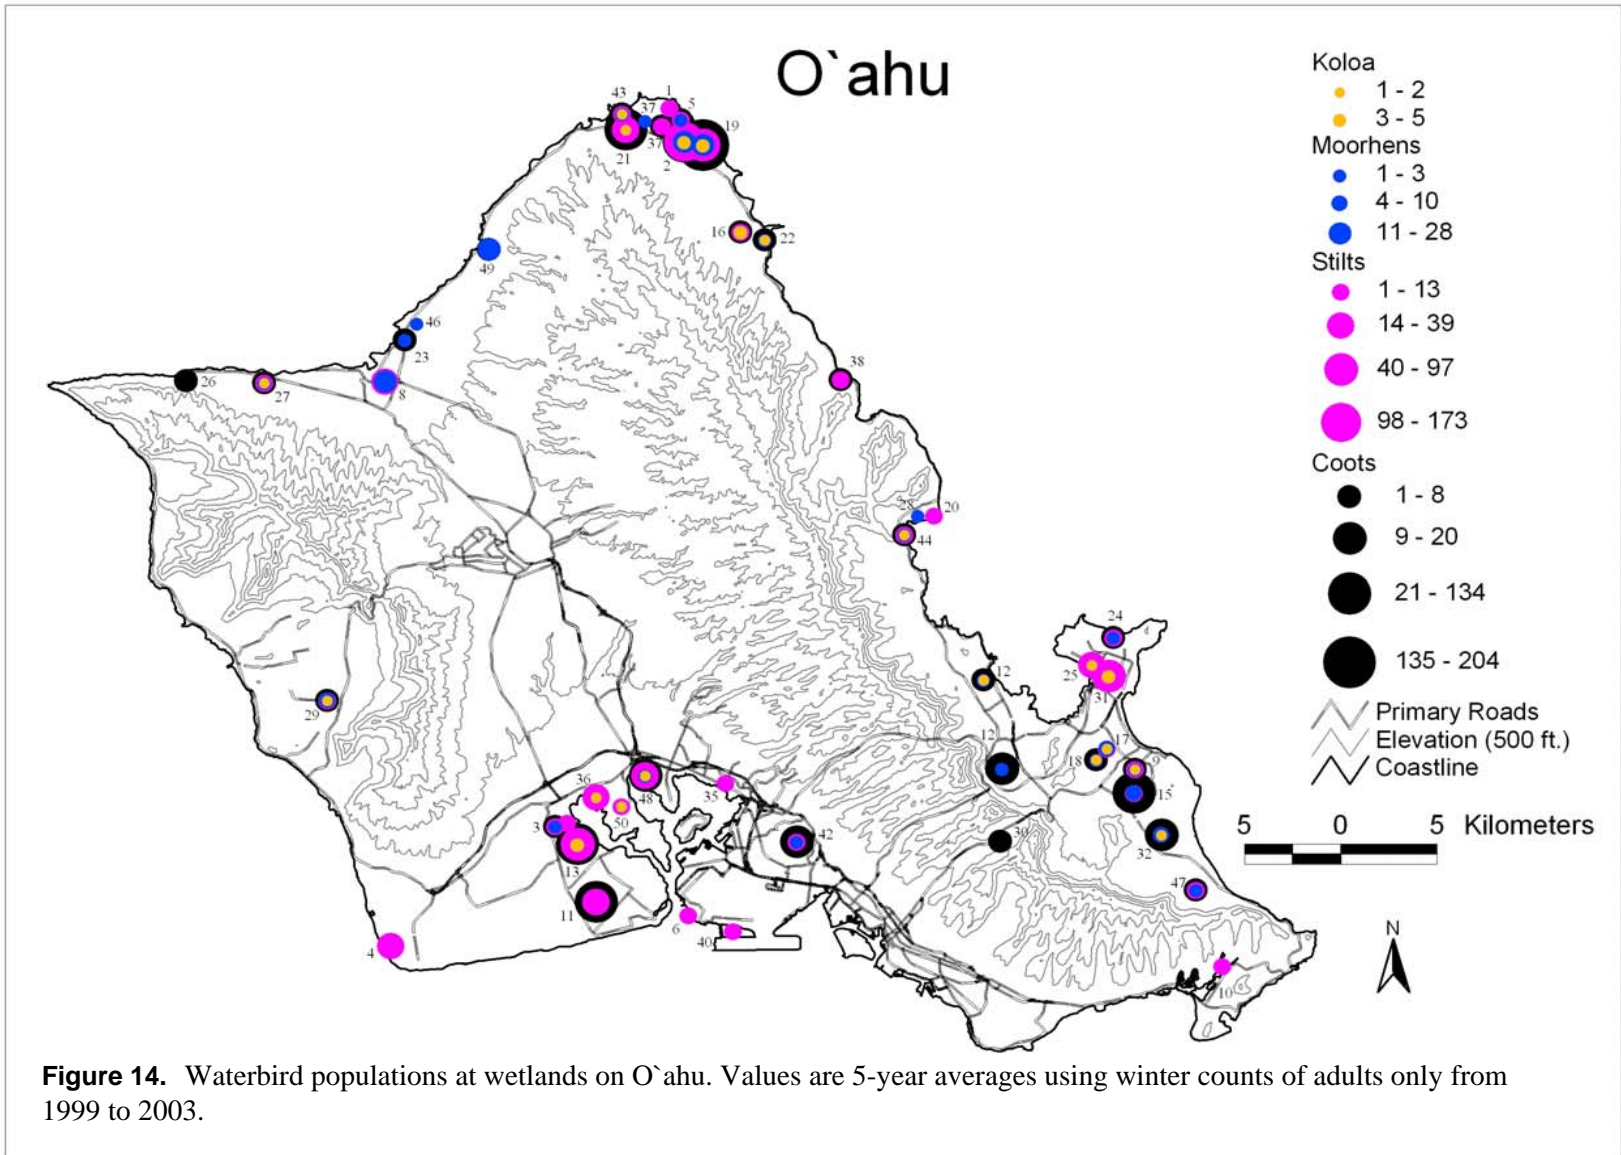 O`ahu
Koloa
1 - 2
3 - 5
Moorhens
1 - 3
4 - 10
11 - 28
Stilts
1 - 13
14 - 39
40 - 97
98 - 173
Coots
1 - 8
9 - 20
21 - 134
135 - 204
Primary Roads
Elevation (500 ft.)
Coastline
43
37
1
5
19
21
37
2
16
22
49
46
23
38
26
27
8
28
20
44
24
25
31
12
29
12
17
18
9
36
48
35
50
15
3
42
30
32
13
5 0 5 Kilometers
11
47
6
40
4
N
10
Figure 14. Waterbird populations at wetlands on O`ahu. Values are 5-year averages using winter counts of adults only from
1999 to 2003.